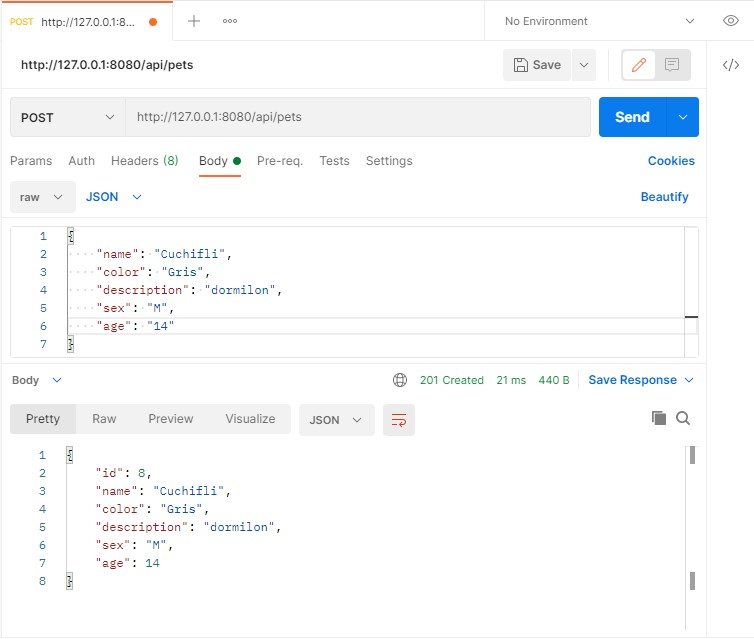 POST http://127.0.0.1:8... No Environment
http://127.0.0.1:8080/api/pets Save
POST http://127.0.0.1:8080/api/pets Send
Params Auth Headers (8) Body Pre-req. Tests Settings Cookies
raw JSON Beautify
1 {
2 "name": "Cuchifli",
3 "color": "Gris",
4 "description": "dormilon",
5 "sex": "M",
6 "age": "14"
7 }
Body 201 Created 21 ms 440 B Save Response
Pretty Raw Preview Visualize JSON
1 {
2 "id": 8,
3 "name": "Cuchifli",
4 "color": "Gris",
5 "description": "dormilon",
6 "sex": "M",
7 "age": 14
8 }